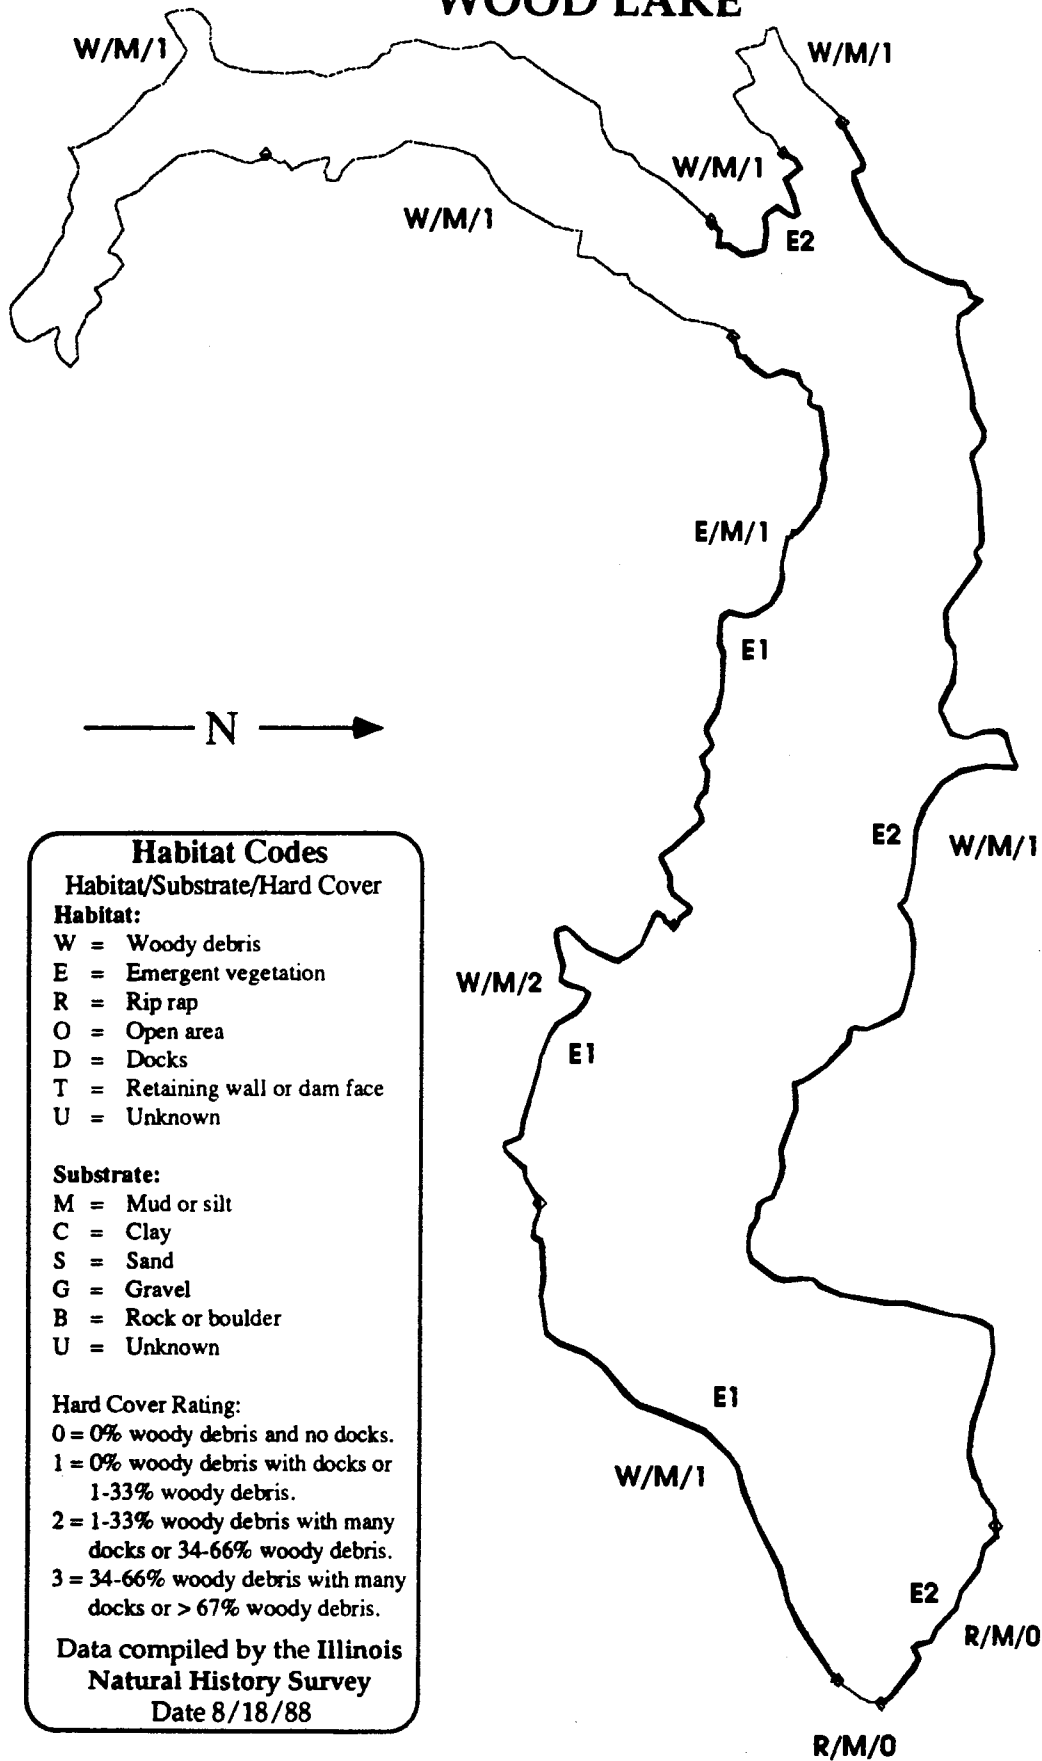 WOOD LAKE
W/M/1
W/M/1
W/M/1
W/M/1
E2
E/M/1
E1
N
E2
W/M/1
W/M/2
E1
E1
W/M/1
E2
R/M/0
R/M/0
Habitat Codes
Habitat/Substrate/Hard Cover
Habitat:
W = Woody debris
E = Emergent vegetation
R = Rip rap
O = Open area
D = Docks
T = Retaining wall or dam face
U = Unknown
Substrate:
M = Mud or silt
C = Clay
S = Sand
G = Gravel
B = Rock or boulder
U = Unknown
Hard Cover Rating:
0 = 0% woody debris and no docks.
1 = 0% woody debris with docks or
1-33% woody debris.
2 = 1-33% woody debris with many
docks or 34-66% woody debris.
3 = 34-66% woody debris with many
docks or > 67% woody debris.
Data compiled by the Illinois
Natural History Survey
Date 8/18/88